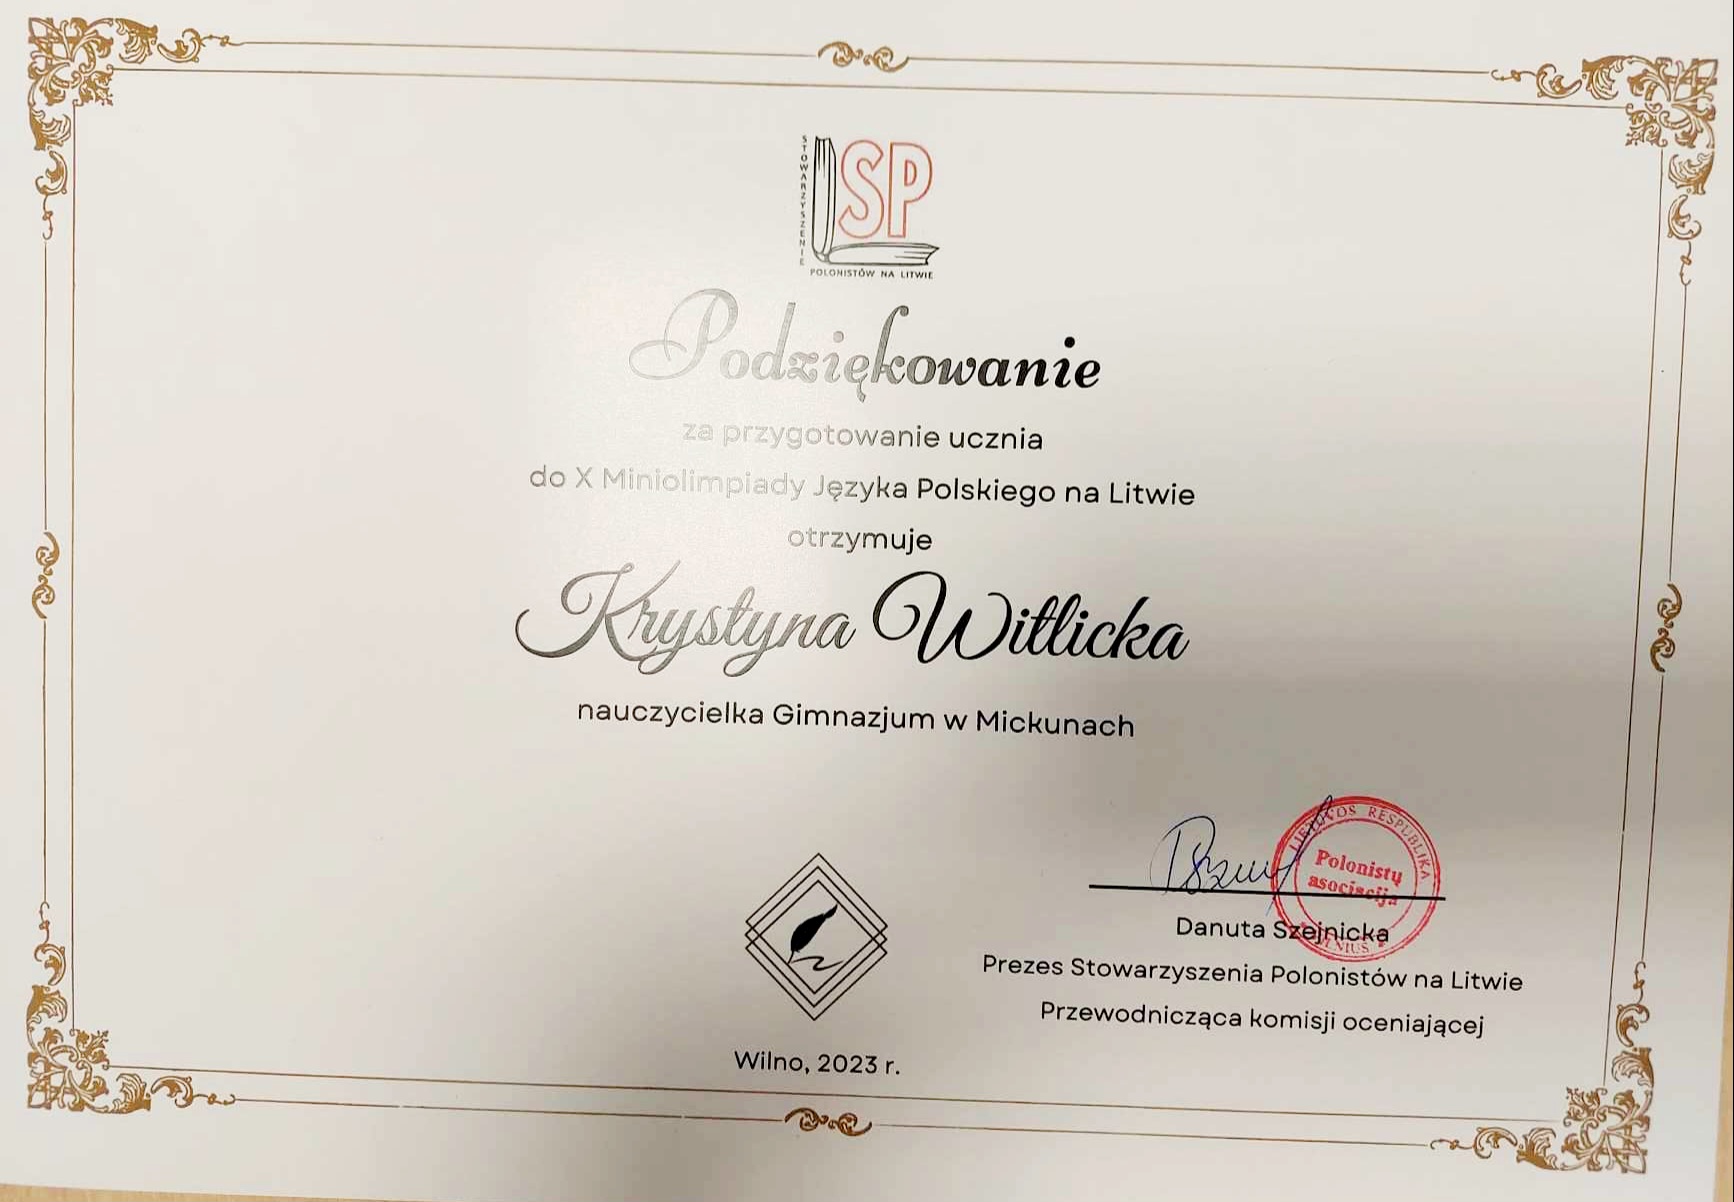 STOWARZYSZENIE
SP
POLONISTÓW NA LITWIE
Podziękowanie
za przygotowanie ucznia
do X Miniolimpiady Języka Polskiego na Litwie
otrzymuje
Krystyna Witlicka
nauczycielka Gimnazjum w Mickunach
LIETUVOS RESPUBLIKA
Polonistų
asociacija
VILNIUS
Danuta Szejnicka
Prezes Stowarzyszenia Polonistów na Litwie
Przewodnicząca komisji oceniającej
Wilno, 2023 r.